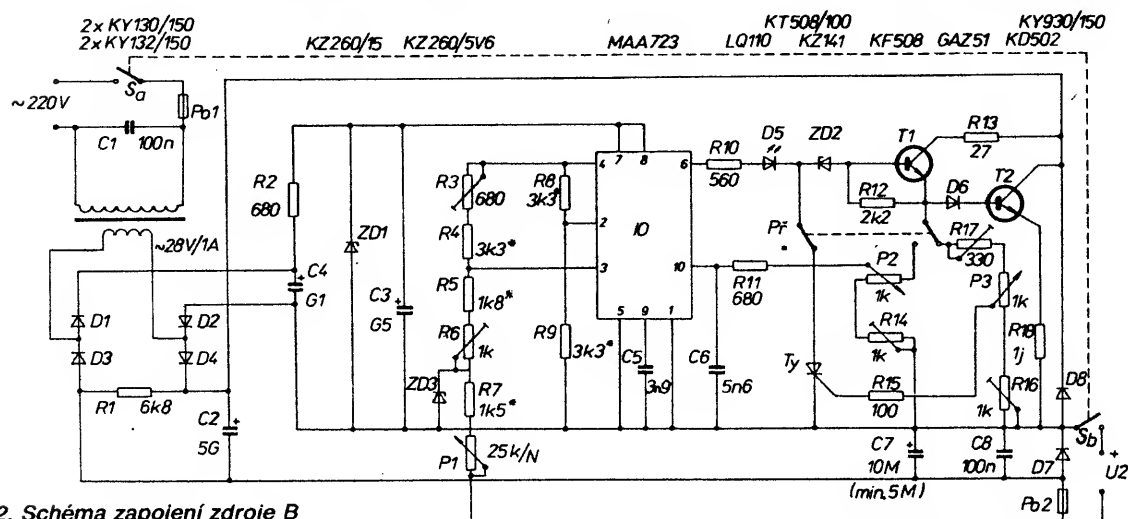 2x KY130/150
2x KY132/150
KZ260/15
KZ260/5V6
MAA723
LQ110
KT508/100
KZ141
KF508
GAZ51
KD502
KY930/150
Sa
~220V
Po1
C1
100n
~28V/1A
D1
D2
D3
D4
R1
6k8
C2
5G
R2
680
C4
+
G1
ZD1
C3
+
G5
R3
680
R4
3k3*
R5
1k8*
R6
1k
ZD3
R7
1k5*
P1
25k/N
R8
3k3*
R9
3k3*
4
2
3
7
8
6
IO
10
5
9
1
C5
3n9
C6
5n6
R10
560
D5
ZD2
T1
R13
27
R12
2k2
D6
T2
Př
R11
680
P2
1k
R14
1k
R17
330
P3
1k
R18
1j
Ty
R15
100
R16
1k
D8
Sb
C7
+
10M
(min. 5M)
C8
100n
D7
+
U2
Po2
2. Schéma zapojení zdroje B